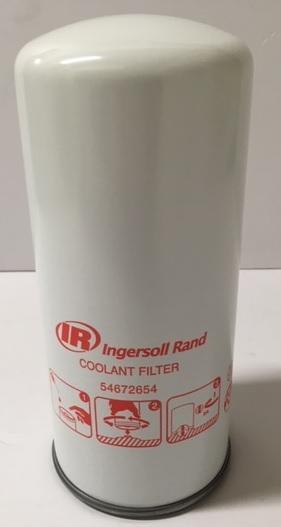 IR Ingersoll Rand
COOLANT FILTER
54672654
1 2 3